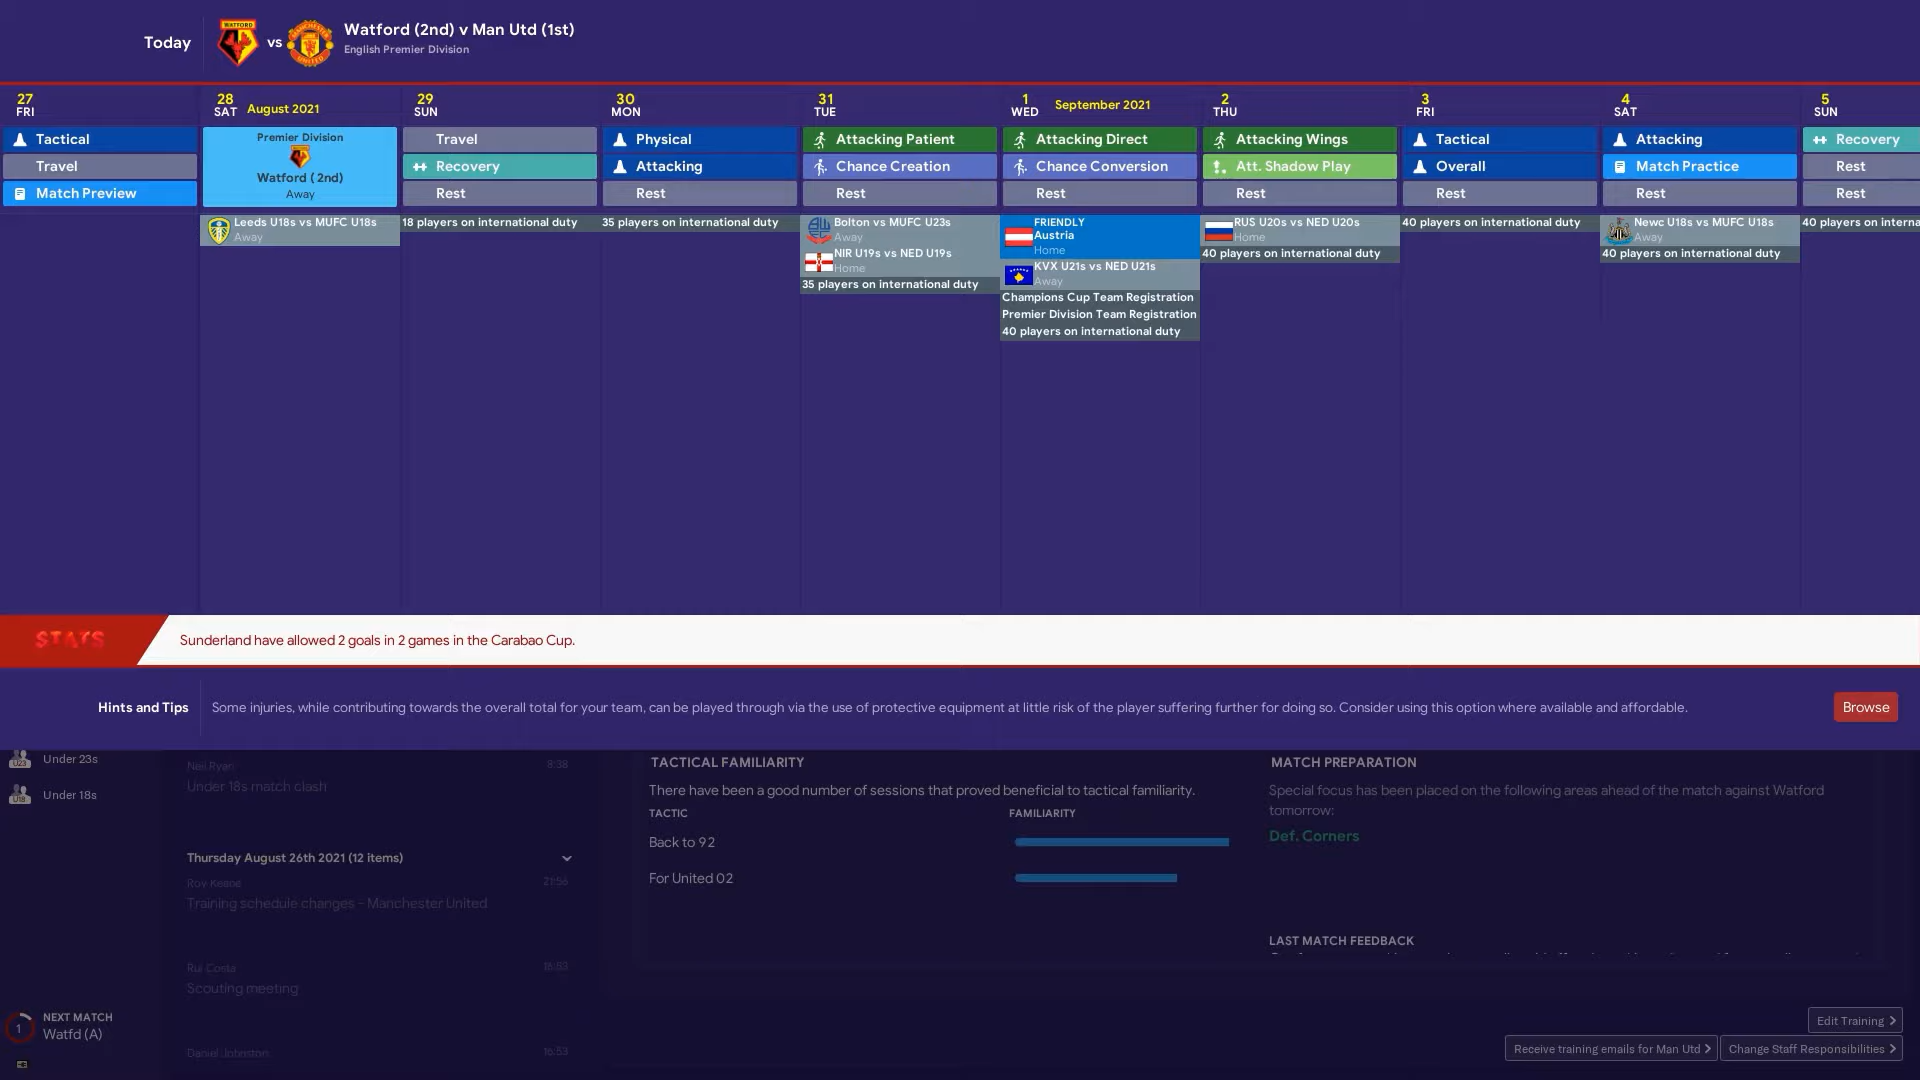 Today
vs
Watford (2nd) v Man Utd (1st)
English Premier Division
27
FRI
28
SAT
August 2021
29
SUN
30
MON
31
TUE
1
WED
September 2021
2
THU
3
FRI
4
SAT
5
SUN
Tactical
Travel
Match Preview
Premier Division
Watford ( 2nd)
Away
Travel
Recovery
Rest
Physical
Attacking
Rest
Attacking Patient
Chance Creation
Rest
Attacking Direct
Chance Conversion
Rest
Attacking Wings
Att. Shadow Play
Rest
Tactical
Overall
Rest
Attacking
Match Practice
Rest
Recovery
Rest
Rest
Leeds U18s vs MUFC U18s
Away
18 players on international duty
35 players on international duty
Bolton vs MUFC U23s
Away
NIR U19s vs NED U19s
Home
35 players on international duty
FRIENDLY
Austria
Home
KVX U21s vs NED U21s
Away
Champions Cup Team Registration
Premier Division Team Registration
40 players on international duty
RUS U20s vs NED U20s
Home
40 players on international duty
40 players on international duty
Newc U18s vs MUFC U18s
Away
40 players on international duty
40 players on interna
STATS
Sunderland have allowed 2 goals in 2 games in the Carabao Cup.
Hints and Tips
Some injuries, while contributing towards the overall total for your team, can be played through via the use of protective equipment at little risk of the player suffering further for doing so. Consider using this option where available and affordable.
Browse
Under 23s
Under 18s
Neil Ryan
8:38
Under 18s match clash
Thursday August 26th 2021 (12 items)
Roy Keane
21:56
Training schedule changes - Manchester United
Rui Costa
16:53
Scouting meeting
Daniel Johnston
16:53
TACTICAL FAMILIARITY
There have been a good number of sessions that proved beneficial to tactical familiarity.
TACTIC
FAMILIARITY
Back to 92
For United 02
MATCH PREPARATION
Special focus has been placed on the following areas ahead of the match against Watford
tomorrow:
Def. Corners
LAST MATCH FEEDBACK
1
NEXT MATCH
Watfd (A)
Edit Training
Receive training emails for Man Utd
Change Staff Responsibilities